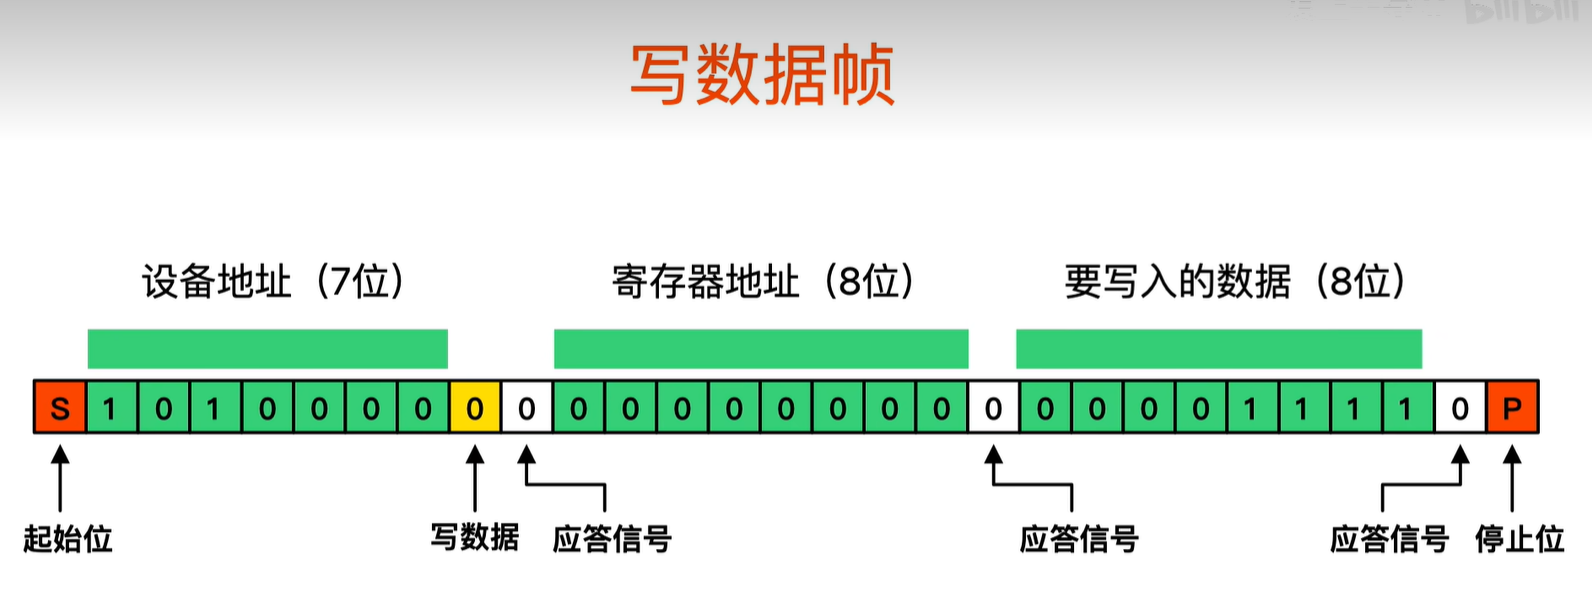 写数据帧
设备地址（7位） 寄存器地址（8位） 要写入的数据（8位）
S 1 0 1 0 0 0 0 0 0 0 0 0 0 0 0 0 0 0 0 0 0 0 1 1 1 1 0 P
起始位 写数据 应答信号 应答信号 应答信号 停止位